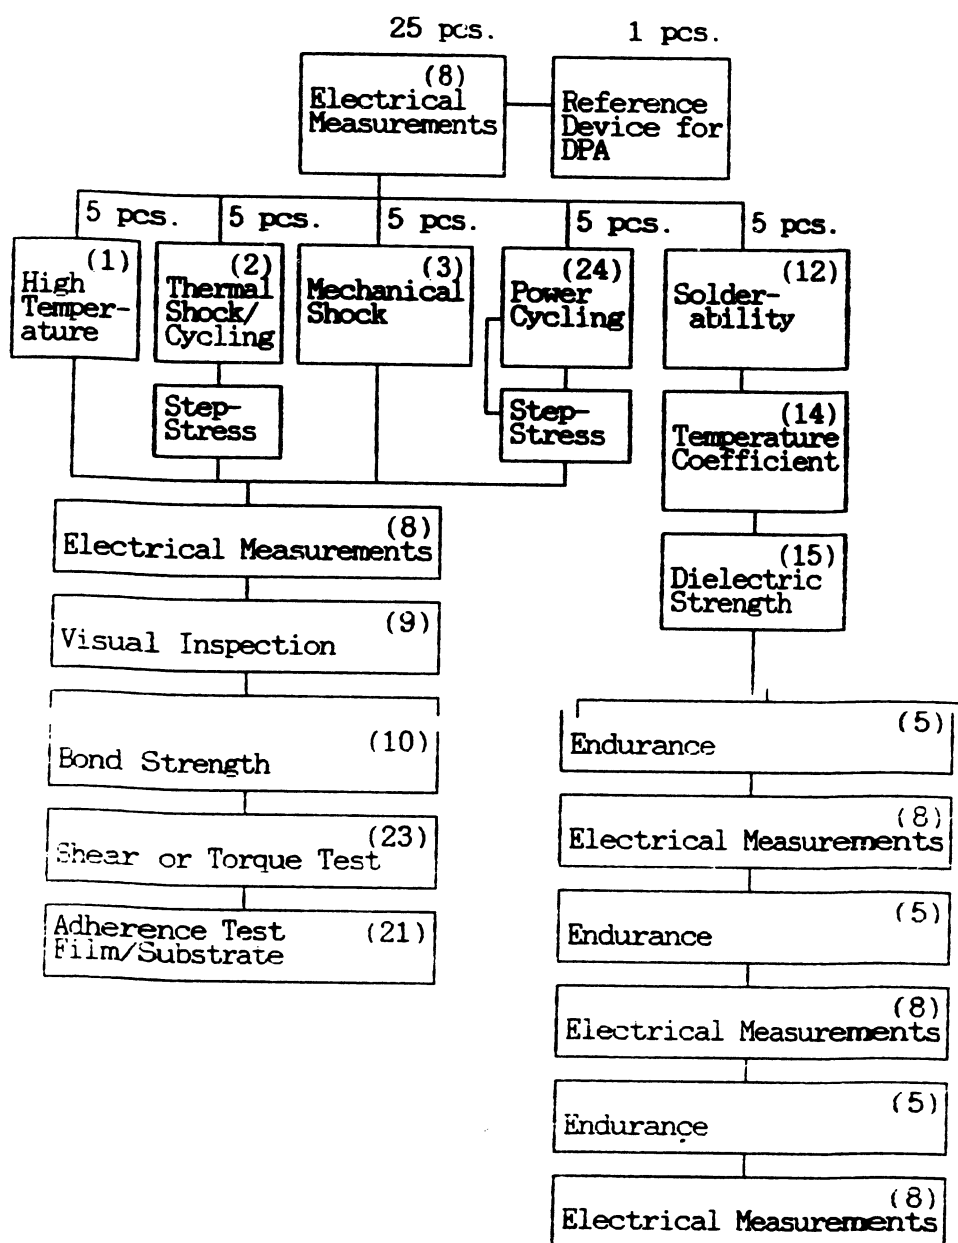 25 pcs.
1 pcs.
(8)
Electrical
Measurements
Reference
Device for
DPA
5 pcs.
5 pcs.
5 pcs.
5 pcs.
5 pcs.
(1)
High
Temper-
ature
(2)
Thermal
Shock/
Cycling
(3)
Mechanical
Shock
(24)
Power
Cycling
(12)
Solder-
ability
Step-
Stress
Step-
Stress
(14)
Temperature
Coefficient
(8)
Electrical Measurements
(15)
Dielectric
Strength
(9)
Visual Inspection
(10)
Bond Strength
(23)
Shear or Torque Test
Adherence Test (21)
Film/Substrate
(5)
Endurance
(8)
Electrical Measurements
(5)
Endurance
(8)
Electrical Measurements
(5)
Endurance
(8)
Electrical Measurements